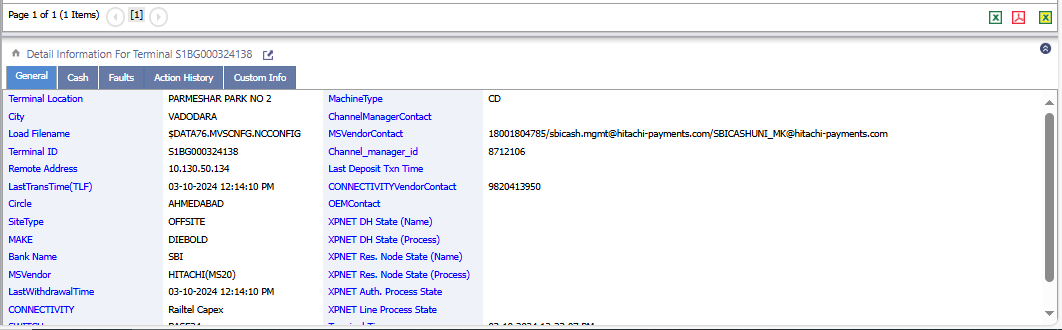 Page 1 of 1 (1 Items) [1]
Detail Information For Terminal S1BG000324138
General Cash Faults Action History Custom Info
Terminal Location PARMESHAR PARK NO 2 MachineType CD
City VADODARA ChannelManagerContact
Load Filename $DATA76.MVSCNFG.NCCONFIG MSVendorContact 18001804785/sbicash.mgmt@hitachi-payments.com/SBICASHUNI_MK@hitachi-payments.com
Terminal ID S1BG000324138 Channel_manager_id 8712106
Remote Address 10.130.50.134 Last Deposit Txn Time
LastTransTime(TLF) 03-10-2024 12:14:10 PM CONNECTIVITYVendorContact 9820413950
Circle AHMEDABAD OEMContact
SiteType OFFSITE XPNET DH State (Name)
MAKE DIEBOLD XPNET DH State (Process)
Bank Name SBI XPNET Res. Node State (Name)
MSVendor HITACHI(MS20) XPNET Res. Node State (Process)
LastWithdrawalTime 03-10-2024 12:14:10 PM XPNET Auth. Process State
CONNECTIVITY Railtel Capex XPNET Line Process State